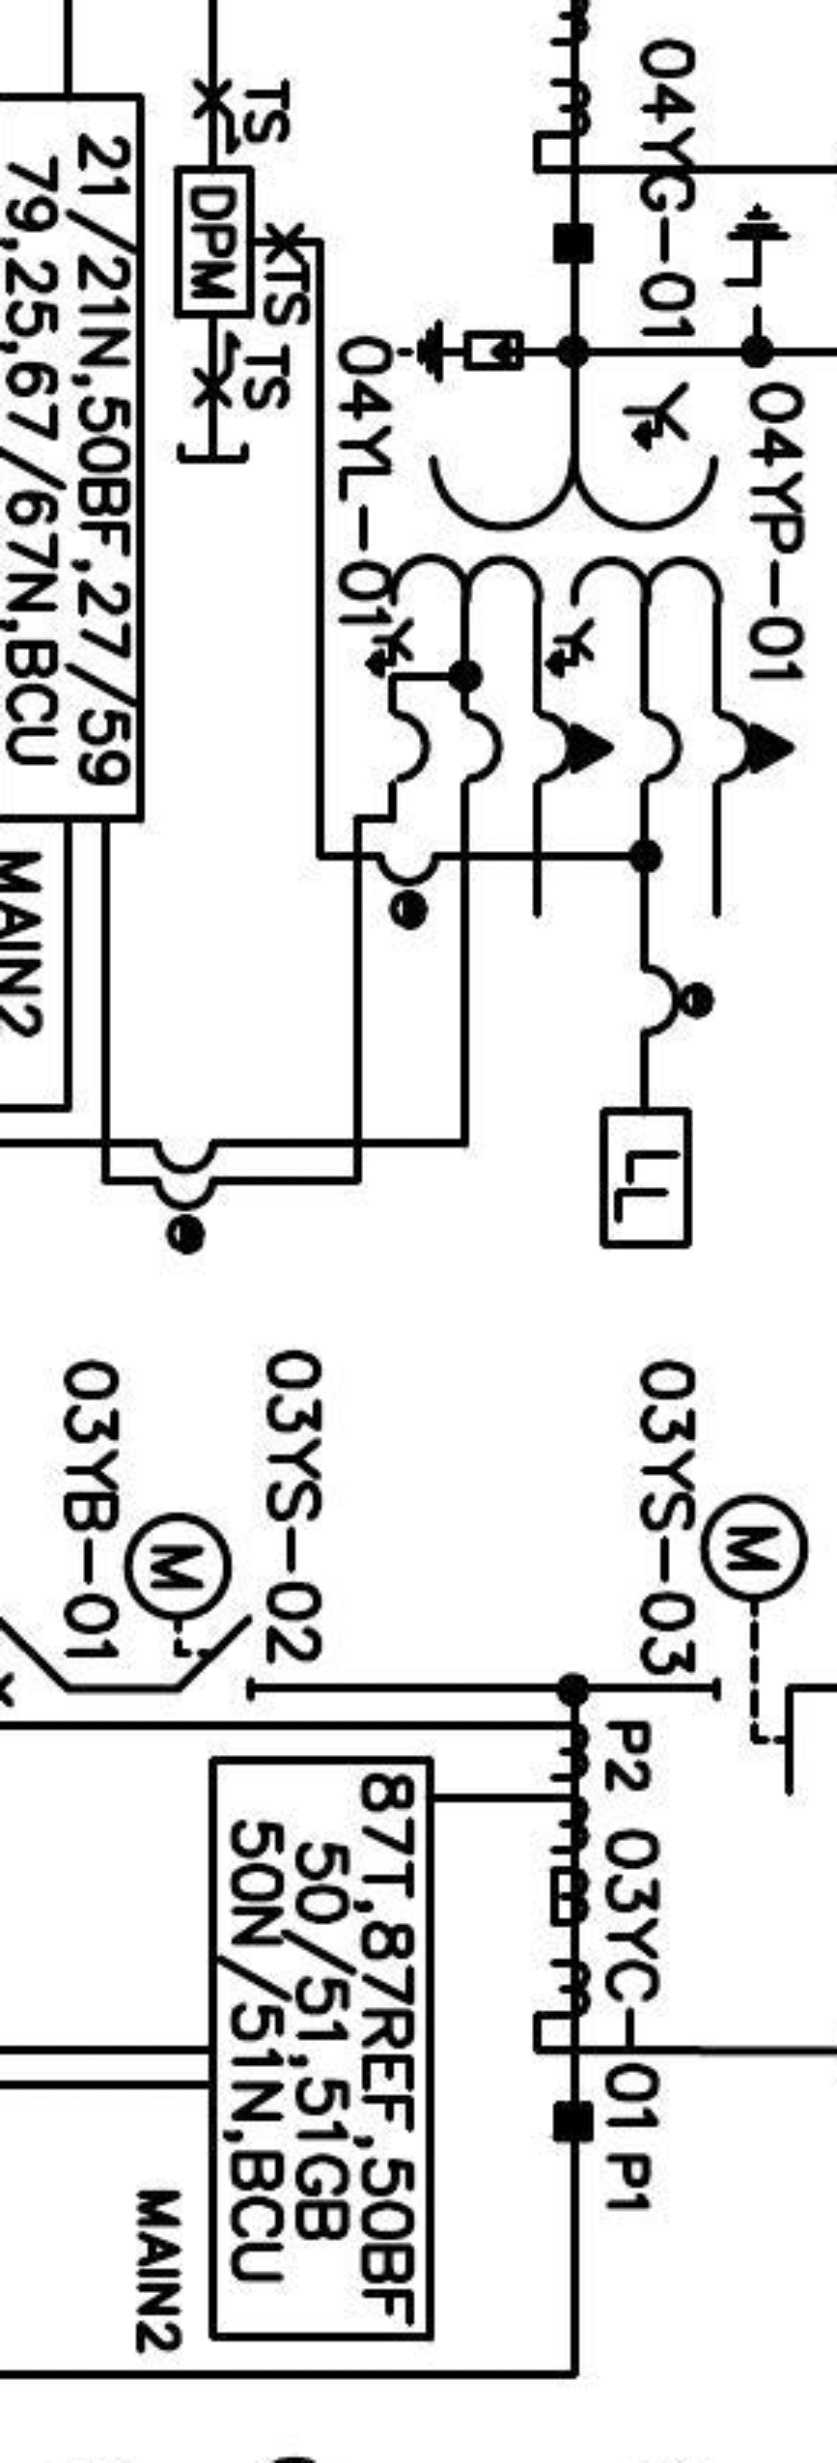 04YG-01
TS
DPM
TS
TS
21/21N,50BF,27/59
79,25,67/67N,BCU
04YL-01
04YP-01
MAIN2
LL
03YS-03
M
03YS-02
M
03YB-01
P2 03YC-01 P1
87T,87REF,50BF
50/51,51GB
50N/51N,BCU
MAIN2